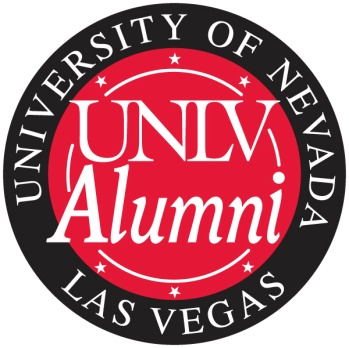 UNIVERSITY OF NEVADA
UNLV
Alumni
LAS VEGAS